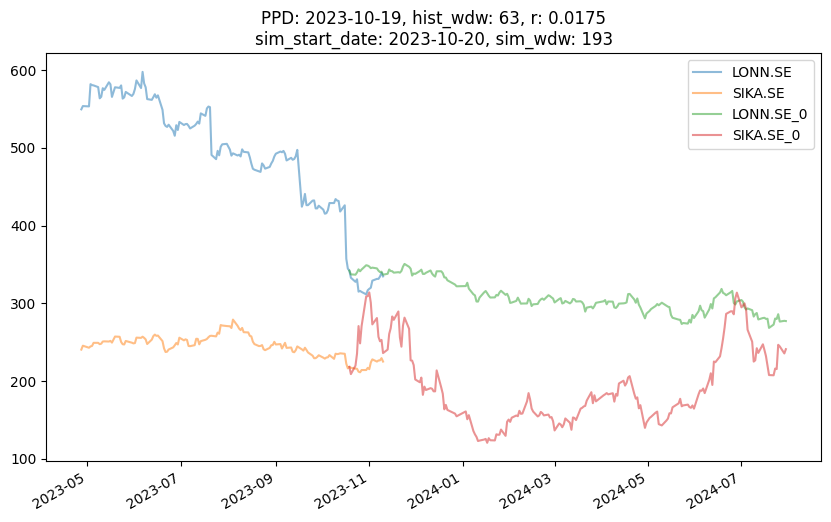 PPD: 2023-10-19, hist_wdw: 63, r: 0.0175
sim_start_date: 2023-10-20, sim_wdw: 193
LONN.SE
SIKA.SE
LONN.SE_0
SIKA.SE_0
600
500
400
300
200
100
2023-05
2023-07
2023-09
2023-11
2024-01
2024-03
2024-05
2024-07